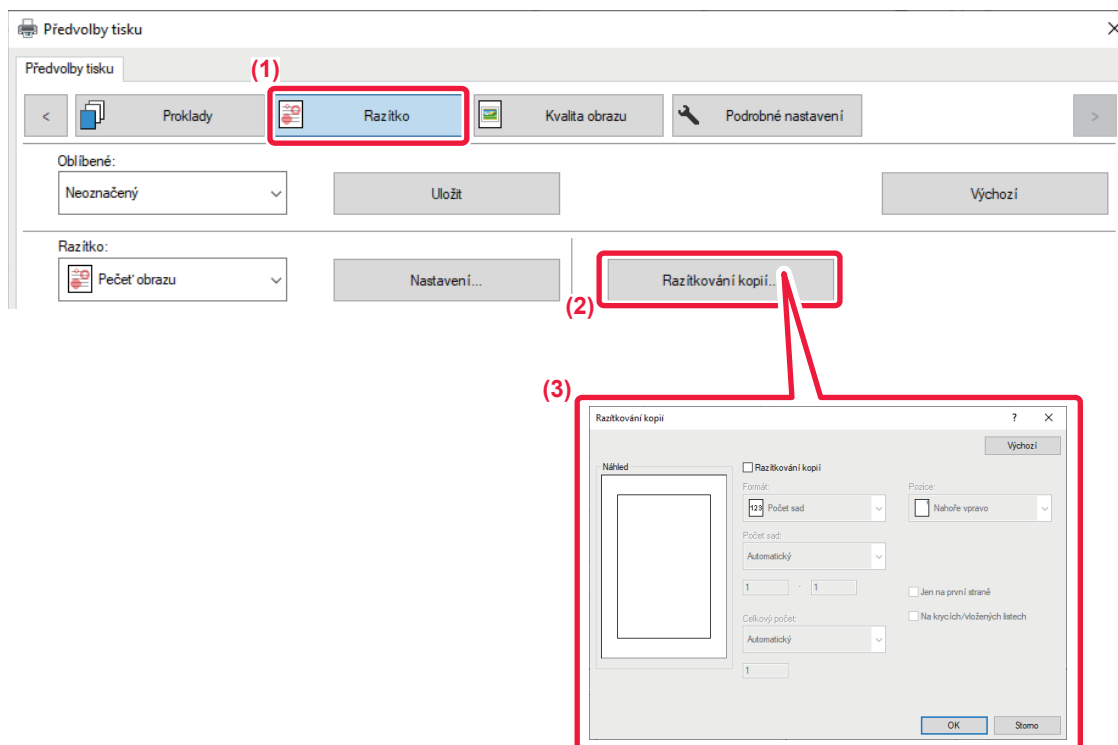 Předvolby tisku
Předvolby tisku
(1)
< Proklady Razítko Kvalita obrazu Podrobné nastavení >
Oblíbené:
Neoznačený Uložit Výchozí
Razítko:
Pečeť obrazu Nastavení... Razítkování kopií...
(2)
(3)
Razítkování kopií ?
Výchozí
Náhled Razítkování kopií
Formát: Pozice:
123 Počet sad Nahoře vpravo
Počet sad:
Automatický
1 - 1 Jen na první straně
Na krycích/vložených listech
Celkový počet:
Automatický
1
OK Storno